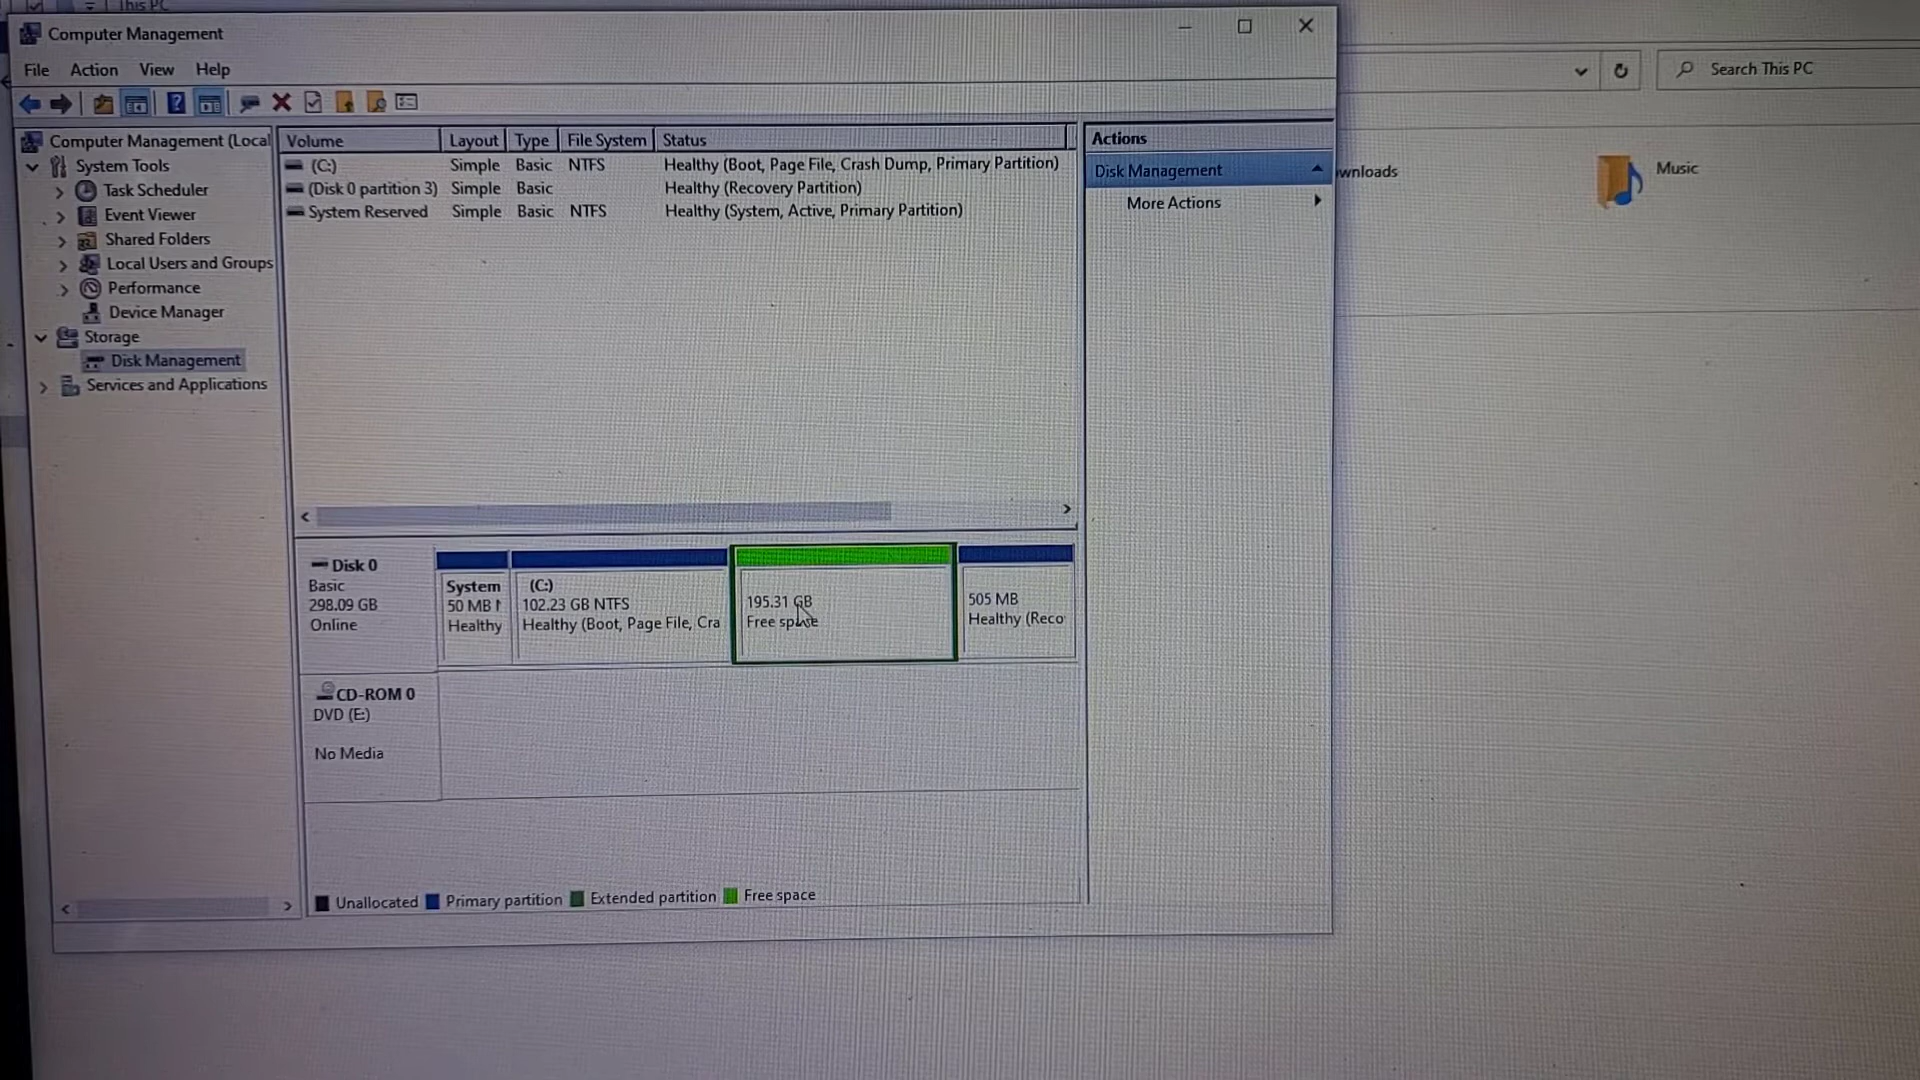 This PC
Computer Management
File Action View Help
Search This PC
Computer Management (Local
System Tools
Task Scheduler
Event Viewer
Shared Folders
Local Users and Groups
Performance
Device Manager
Storage
Disk Management
Services and Applications
Volume Layout Type File System Status
(C:) Simple Basic NTFS Healthy (Boot, Page File, Crash Dump, Primary Partition)
(Disk 0 partition 3) Simple Basic Healthy (Recovery Partition)
System Reserved Simple Basic NTFS Healthy (System, Active, Primary Partition)
Actions
Disk Management
More Actions
wnloads
Music
Disk 0
Basic
298.09 GB
Online
System
50 MB
Healthy
(C:)
102.23 GB NTFS
Healthy (Boot, Page File, Cra
195.31 GB
Free space
505 MB
Healthy (Reco
CD-ROM 0
DVD (E:)
No Media
Unallocated Primary partition Extended partition Free space